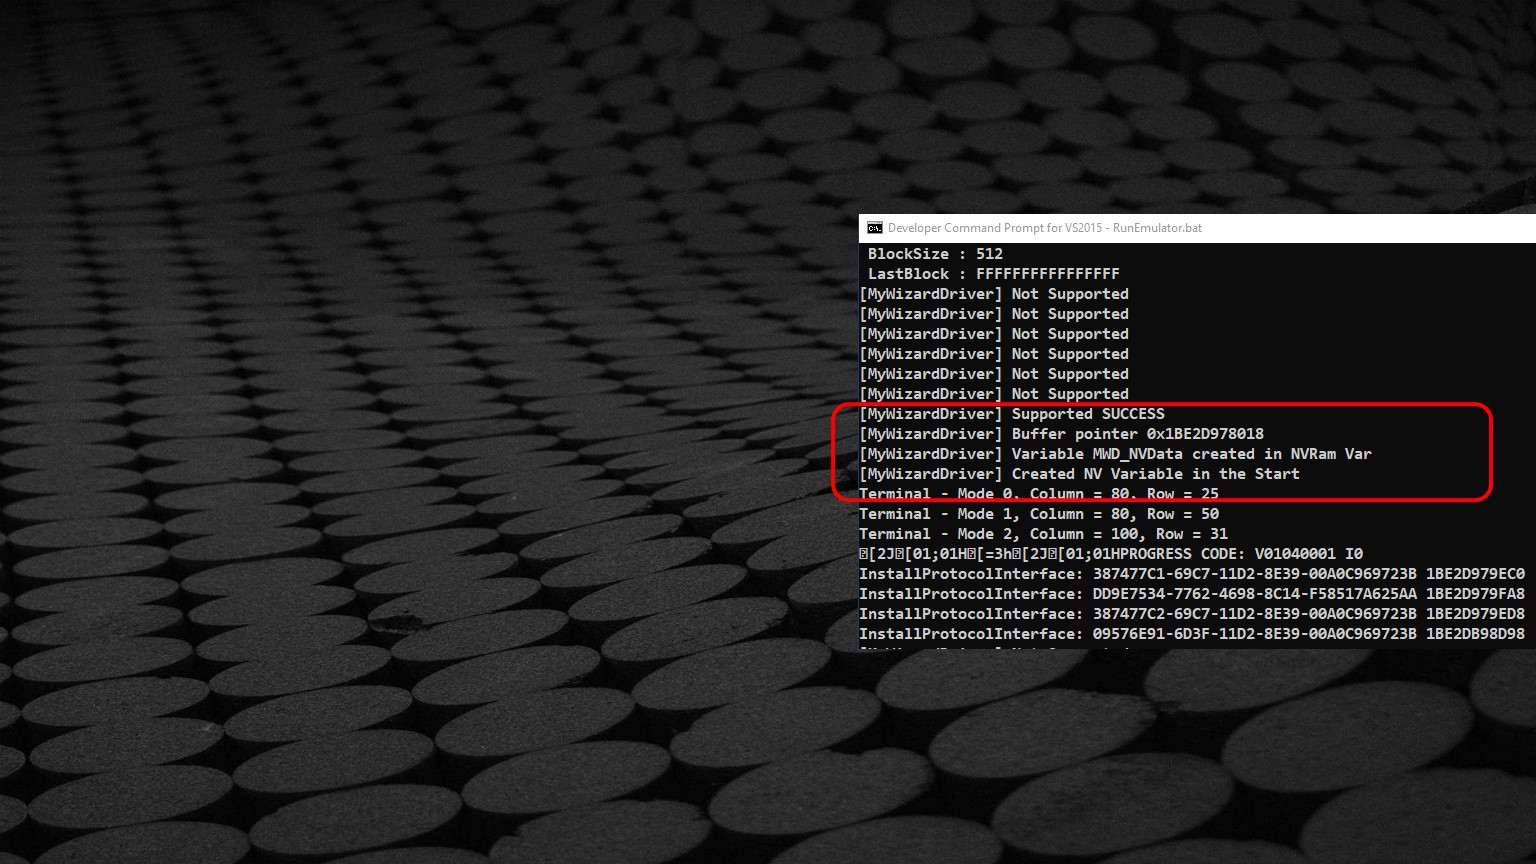 Developer Command Prompt for VS2015 - RunEmulator.bat
BlockSize : 512
LastBlock : FFFFFFFFFFFFFFFF
[MyWizardDriver] Not Supported
[MyWizardDriver] Not Supported
[MyWizardDriver] Not Supported
[MyWizardDriver] Not Supported
[MyWizardDriver] Not Supported
[MyWizardDriver] Not Supported
[MyWizardDriver] Supported SUCCESS
[MyWizardDriver] Buffer pointer 0x1BE2D978018
[MyWizardDriver] Variable MWD_NVData created in NVRam Var
[MyWizardDriver] Created NV Variable in the Start
Terminal - Mode 0, Column = 80, Row = 25
Terminal - Mode 1, Column = 80, Row = 50
Terminal - Mode 2, Column = 100, Row = 31
⍰[2J⍰[01;01H⍰[=3h⍰[2J⍰[01;01HPROGRESS CODE: V01040001 I0
InstallProtocolInterface: 387477C1-69C7-11D2-8E39-00A0C969723B 1BE2D979EC0
InstallProtocolInterface: DD9E7534-7762-4698-8C14-F58517A625AA 1BE2D979FA8
InstallProtocolInterface: 387477C2-69C7-11D2-8E39-00A0C969723B 1BE2D979ED8
InstallProtocolInterface: 09576E91-6D3F-11D2-8E39-00A0C969723B 1BE2DB98D98